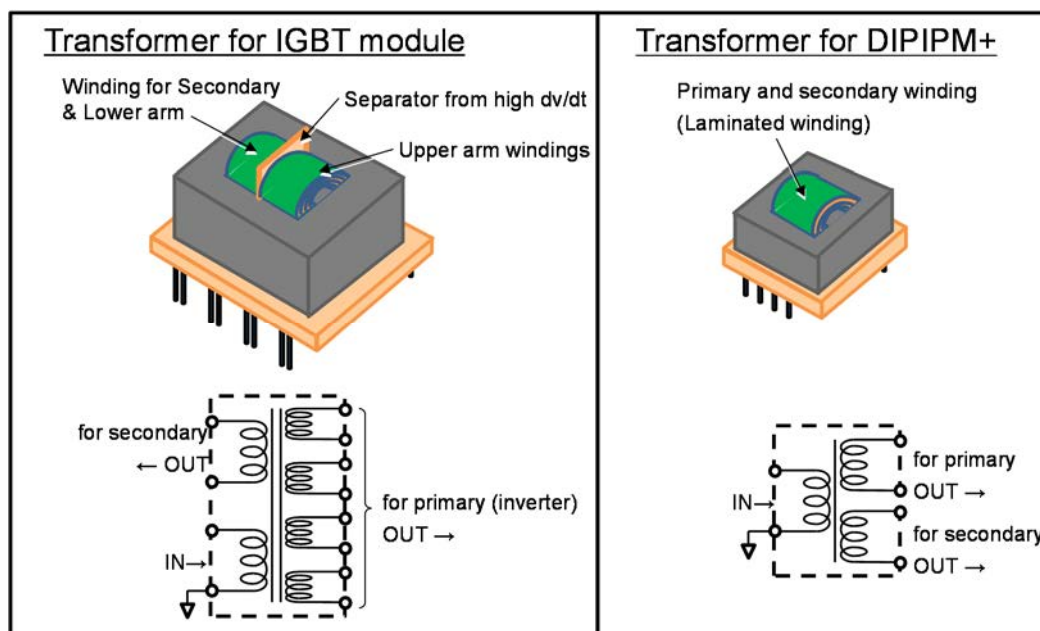 Transformer for IGBT module
Winding for Secondary
& Lower arm
Separator from high dv/dt
Upper arm windings
for secondary
← OUT
IN→
for primary (inverter)
OUT →
Transformer for DIPIPM+
Primary and secondary winding
(Laminated winding)
IN→
for primary
OUT →
for secondary
OUT →